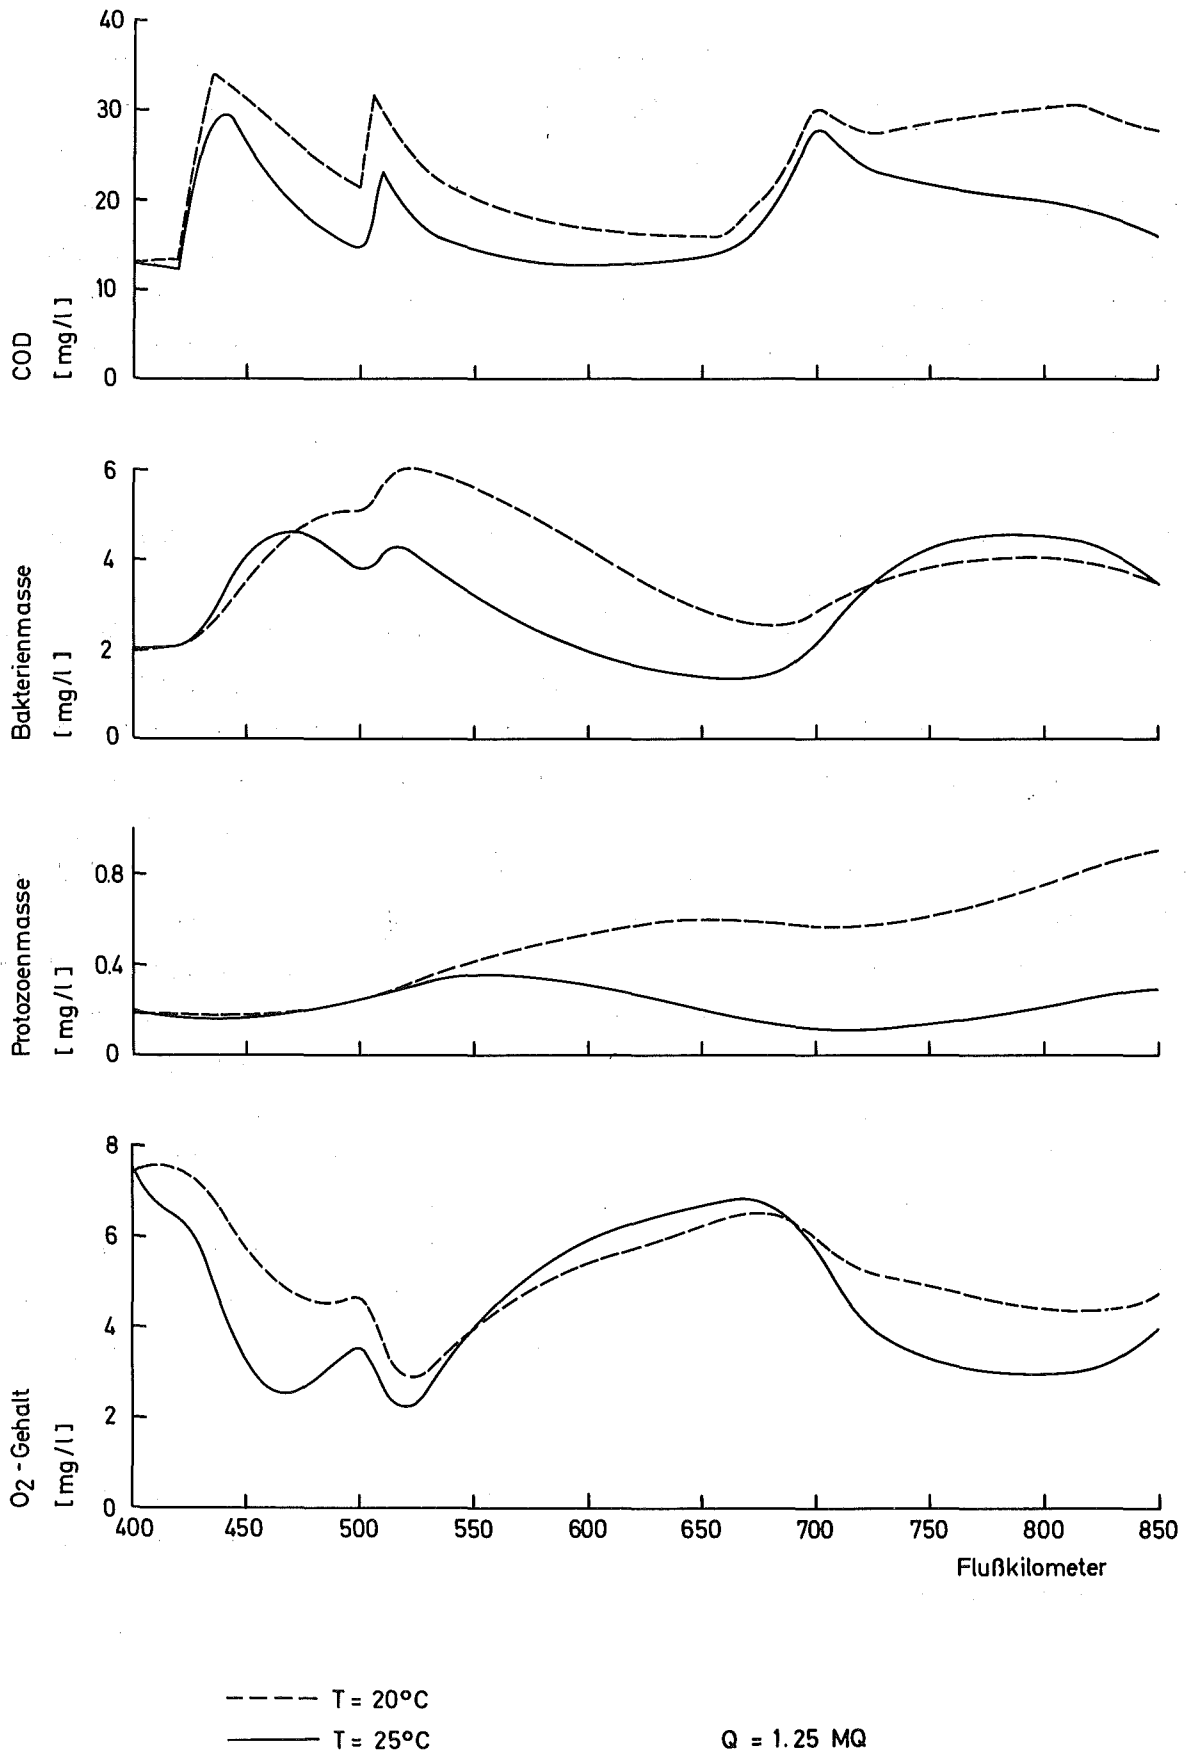 40
30
20
10
0
COD
[mg/l]
6
4
2
0
Bakterienmasse
[mg/l]
0.8
0.4
0
Protozoenmasse
[mg/l]
8
6
4
2
0
O2-Gehalt
[mg/l]
400 450 500 550 600 650 700 750 800 850
Flußkilometer
T = 20°C
T = 25°C
Q = 1.25 MQ